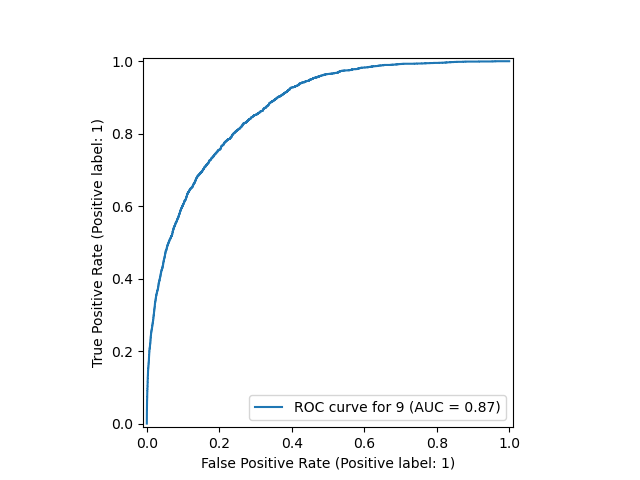 1.0
0.8
0.6
0.4
0.2
0.0
True Positive Rate (Positive label: 1)
ROC curve for 9 (AUC = 0.87)
0.0 0.2 0.4 0.6 0.8 1.0
False Positive Rate (Positive label: 1)